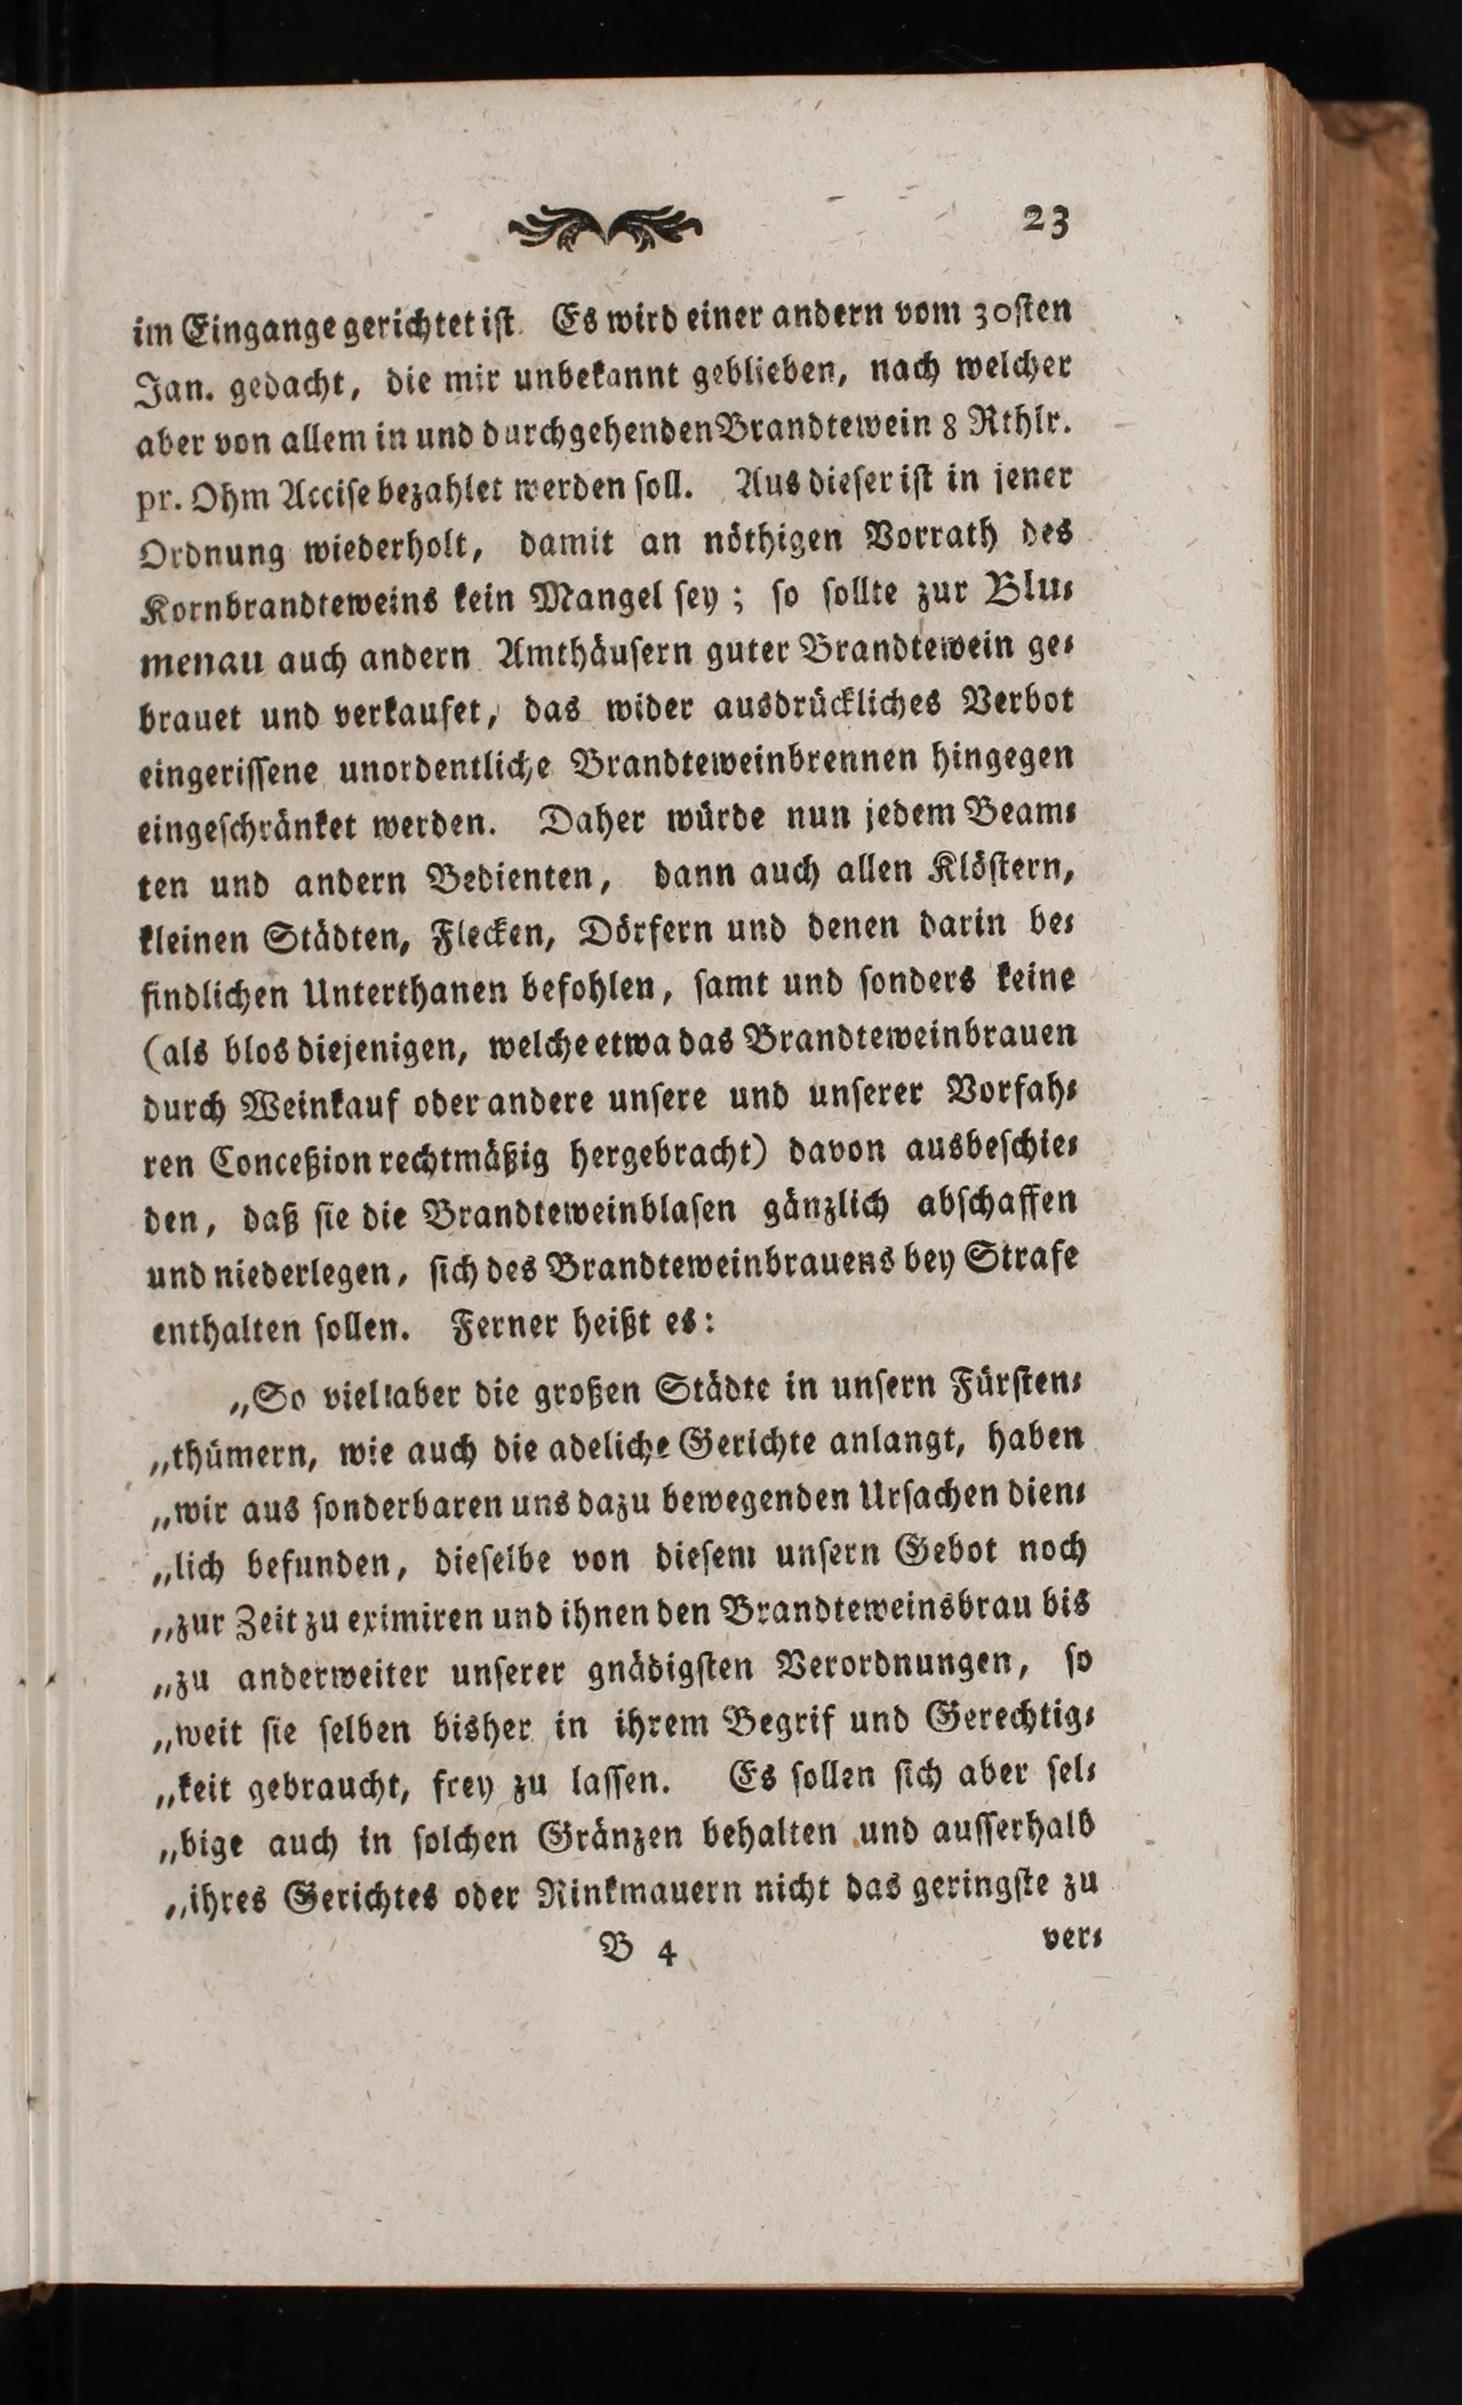 23
im Eingange gerichtet ist. Es wird einer andern vom 30sten
Jan. gedacht, die mir unbekannt geblieben, nach welcher
aber von allem in und durchgehenden Brandtewein 8 Rthlr.
pr. Ohm Accise bezahlet werden soll. Aus dieser ist in jener
Ordnung wiederholt, damit an nöthigen Vorrath des
Kornbrandteweins kein Mangel sey; so sollte zur Blu-
menau auch andern Amthäusern guter Brandtewein ge-
brauet und verkaufet, das wider ausdrückliches Verbot
eingerissene unordentliche Brandteweinbrennen hingegen
eingeschränket werden. Daher würde nun jedem Beam-
ten und andern Bedienten, dann auch allen Klöstern,
kleinen Städten, Flecken, Dörfern und denen darin be-
findlichen Unterthanen befohlen, samt und sonders keine
(als blos diejenigen, welche etwa das Brandteweinbrauen
durch Weinkauf oder andere unsere und unserer Vorfah-
ren Conceßion rechtmäßig hergebracht) davon ausbeschie-
den, daß sie die Brandteweinblasen gänzlich abschaffen
und niederlegen, sich des Brandteweinbrauens bey Strafe
enthalten sollen. Ferner heißt es:
„So viel aber die großen Städte in unsern Fürsten-
„thümern, wie auch die adeliche Gerichte anlangt, haben
„wir aus sonderbaren uns dazu bewegenden Ursachen dien-
„lich befunden, dieselbe von diesem unsern Gebot noch
„zur Zeit zu eximiren und ihnen den Brandteweinsbrau bis
„zu anderweiter unserer gnädigsten Verordnungen, so
„weit sie selben bisher in ihrem Begrif und Gerechtig-
„keit gebraucht, frey zu lassen. Es sollen sich aber sel-
„bige auch in solchen Gränzen behalten und ausserhalb
„ihres Gerichtes oder Rinkmauern nicht das geringste zu
B 4 ver-